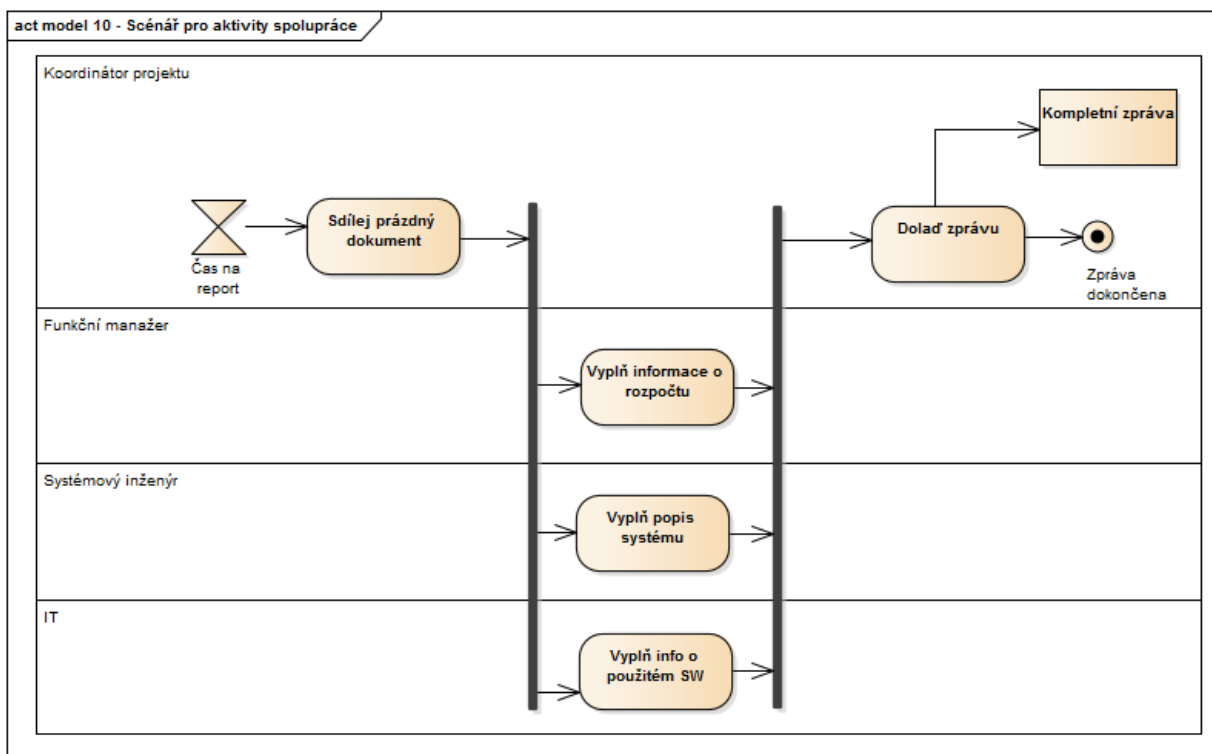 act model 10 - Scénář pro aktivity spolupráce
Koordinátor projektu
Kompletní zpráva
Sdílej prázdný
dokument
Dolaď zprávu
Čas na
report
Zpráva
dokončena
Funkční manažer
Vyplň informace o
rozpočtu
Systémový inženýr
Vyplň popis
systému
IT
Vyplň info o
použitém SW